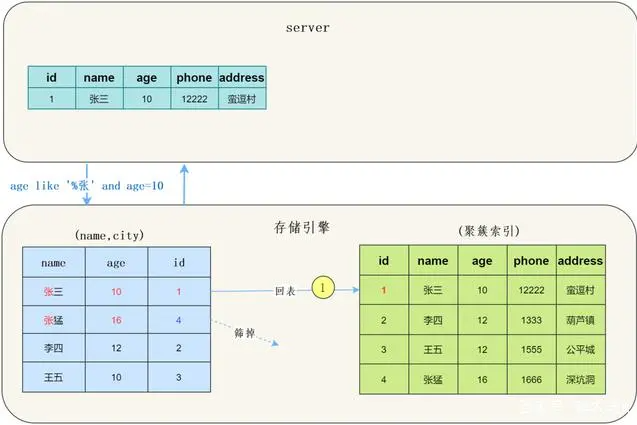 server
id name age phone address
1 张三 10 12222 蛮逗村
age like '%张' and age=10
存储引擎
(name,city)
(聚簇索引)
name age id
张三 10 1
张猛 16 4
李四 12 2
王五 10 3
回表
1
筛掉
id name age phone address
1 张三 10 12222 蛮逗村
2 李四 12 1333 葫芦镇
3 王五 12 1555 公平城
4 张猛 16 1666 深坑洞